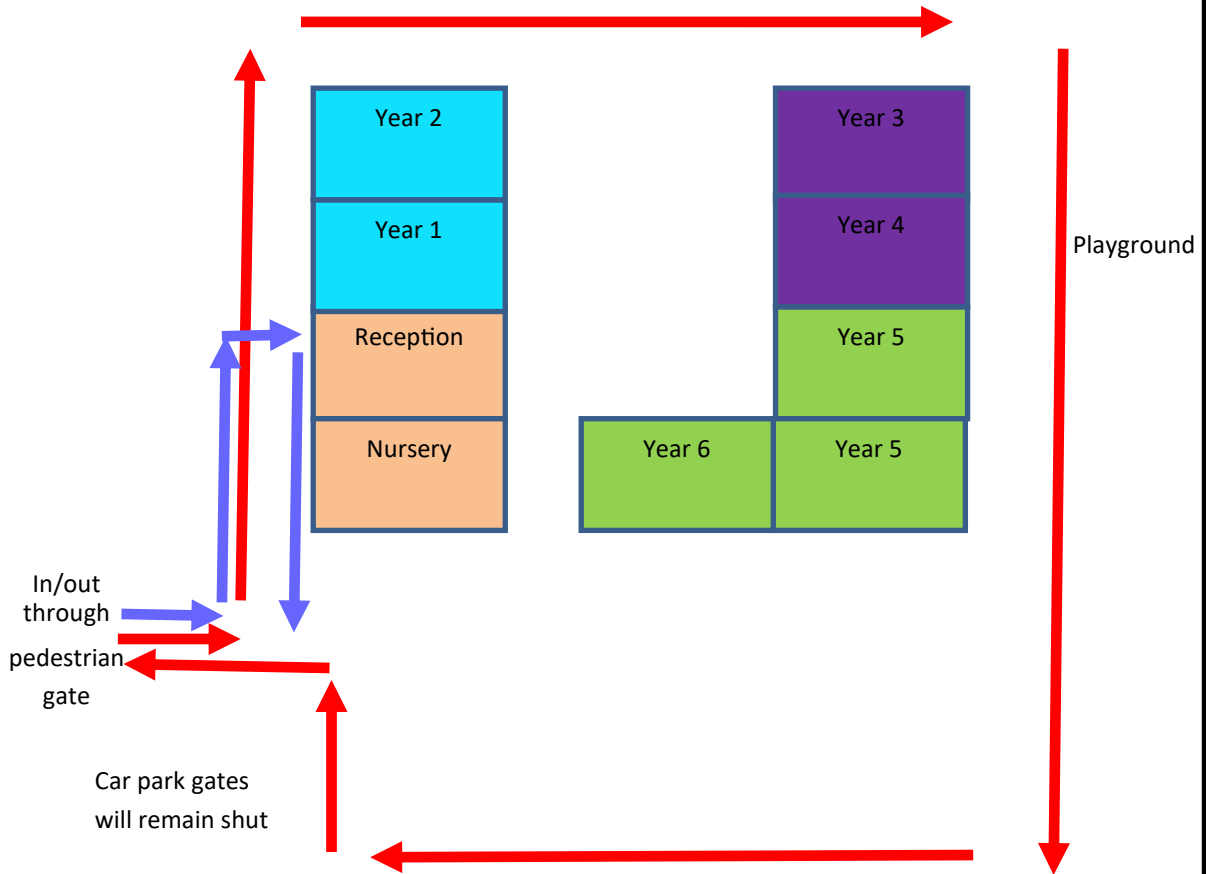 Year 2
Year 3
Year 1
Year 4
Playground
Reception
Year 5
Nursery
Year 6
Year 5
In/out
through
pedestrian
gate
Car park gates
will remain shut